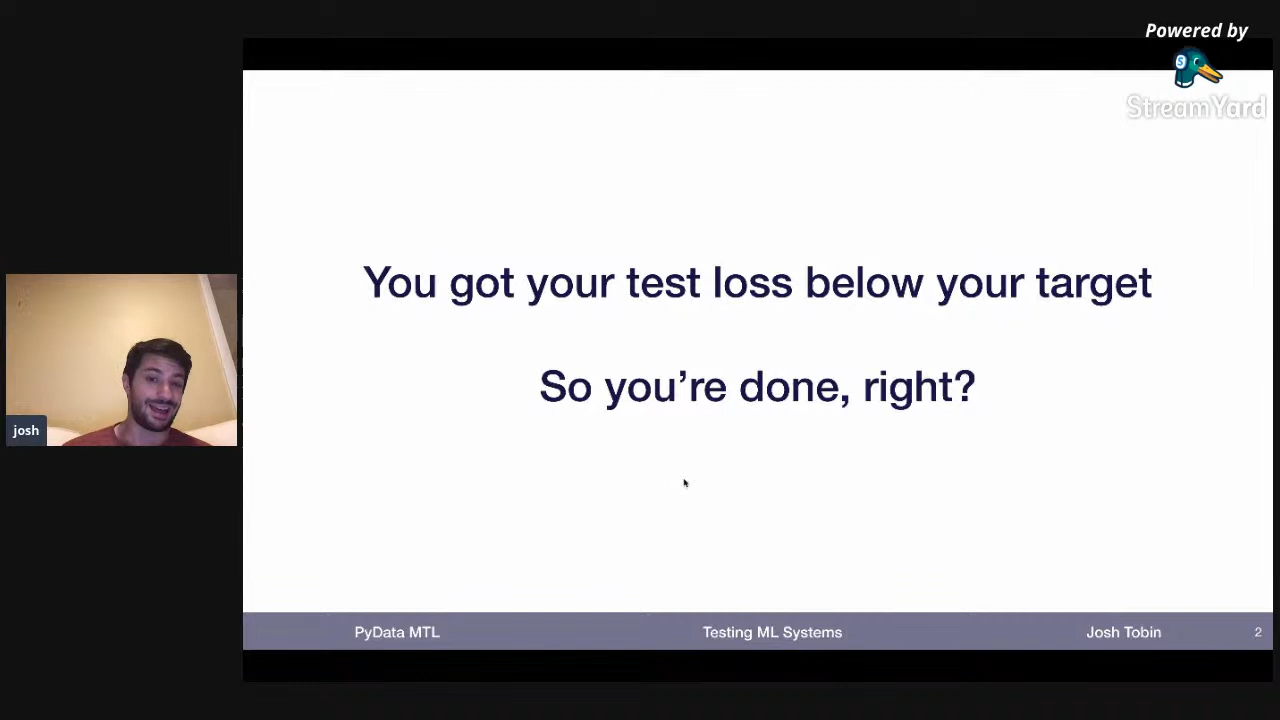 Powered by
StreamYard
You got your test loss below your target
So you’re done, right?
josh
PyData MTL
Testing ML Systems
Josh Tobin
2